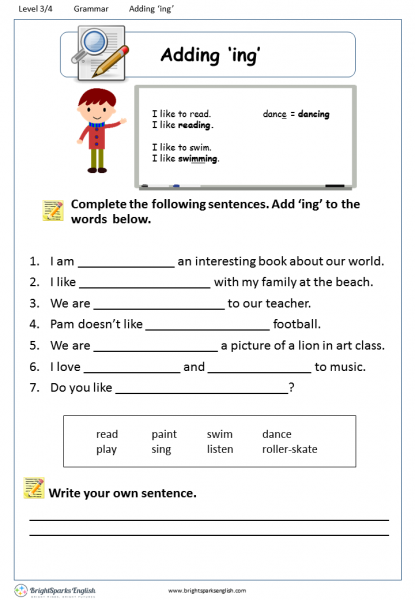 Level 3/4 Grammar Adding ‘ing’
Adding ‘ing’
I like to read. dance = dancing
I like reading.
I like to swim.
I like swimming.
Complete the following sentences. Add ‘ing’ to the
words below.
1. I am _______________ an interesting book about our world.
2. I like ____________________ with my family at the beach.
3. We are ____________________ to our teacher.
4. Pam doesn’t like ___________________ football.
5. We are ___________________ a picture of a lion in art class.
6. I love _______________ and ________________ to music.
7. Do you like ___________________________?
read paint swim dance
play sing listen roller-skate
Write your own sentence.
BrightSparks English
www.brightsparksenglish.com